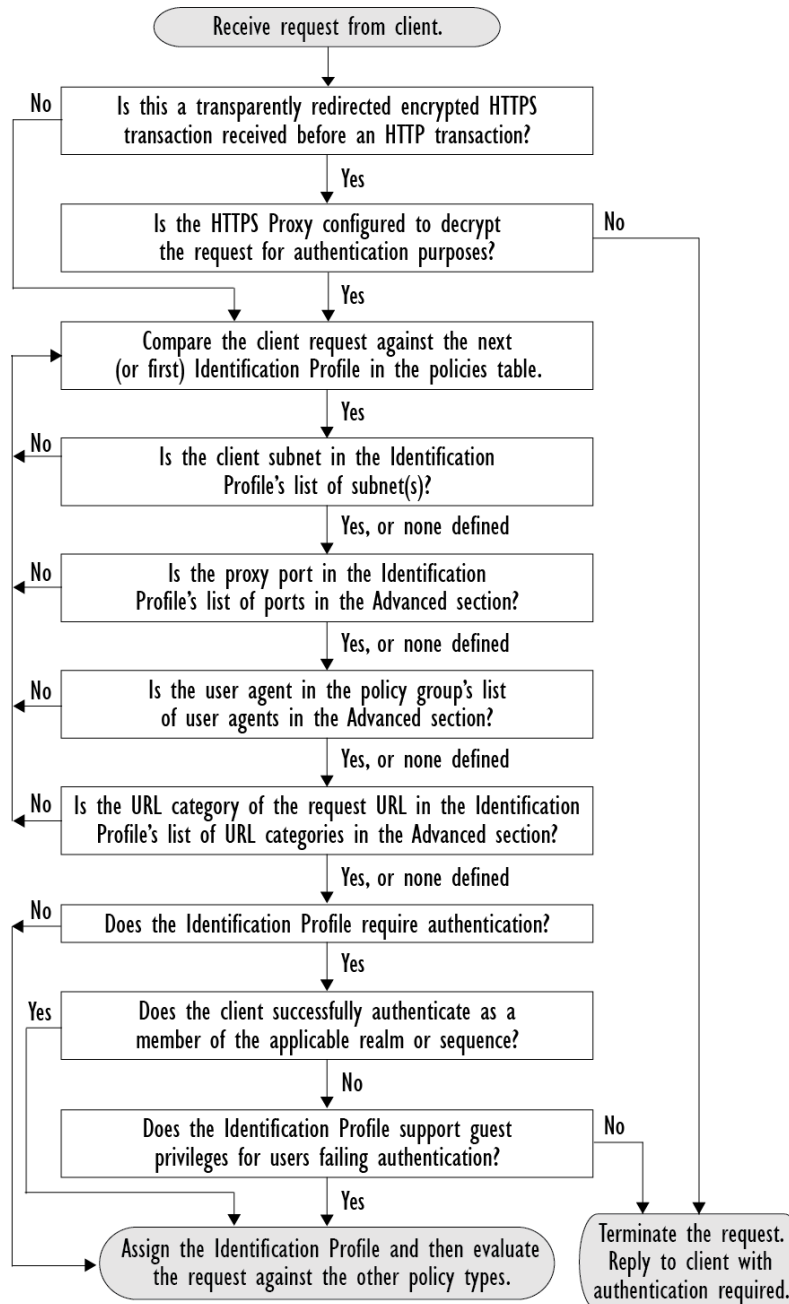 Receive request from client.
No
Is this a transparently redirected encrypted HTTPS
transaction received before an HTTP transaction?
Yes
Is the HTTPS Proxy configured to decrypt
the request for authentication purposes?
No
Yes
Compare the client request against the next
(or first) Identification Profile in the policies table.
Yes
No
Is the client subnet in the Identification
Profile's list of subnet(s)?
Yes, or none defined
No
Is the proxy port in the Identification
Profile's list of ports in the Advanced section?
Yes, or none defined
No
Is the user agent in the policy group's list
of user agents in the Advanced section?
Yes, or none defined
No
Is the URL category of the request URL in the Identification
Profile's list of URL categories in the Advanced section?
Yes, or none defined
No
Does the Identification Profile require authentication?
Yes
Yes
Does the client successfully authenticate as a
member of the applicable realm or sequence?
No
Does the Identification Profile support guest
privileges for users failing authentication?
No
Yes
Assign the Identification Profile and then evaluate
the request against the other policy types.
Terminate the request.
Reply to client with
authentication required.